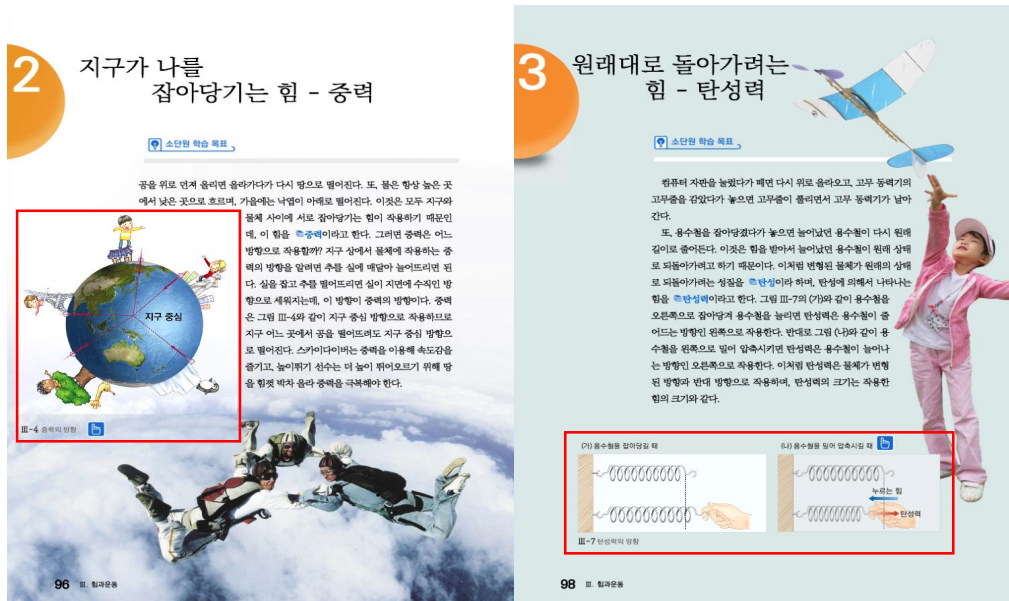 2
지구가 나를
잡아당기는 힘 - 중력
소단원 학습 목표
공을 위로 던져 올리면 올라가다가 다시 땅으로 떨어진다. 또, 물은 항상 높은 곳
에서 낮은 곳으로 흐르며, 가을에는 낙엽이 아래로 떨어진다. 이것은 모두 지구와
물체 사이에 서로 잡아당기는 힘이 작용하기 때문인
데, 이 힘을 중력이라고 한다. 그러면 중력은 어느
방향으로 작용할까? 지구 상에서 물체에 작용하는 중
력의 방향을 알려면 추를 실에 매달아 늘어뜨리면 된
다. 실을 잡고 추를 떨어뜨리면 실이 지면에 수직인 방
향으로 세워지는데, 이 방향이 중력의 방향이다. 중력
은 그림 Ⅲ-4와 같이 지구 중심 방향으로 작용하므로
지구 어느 곳에서 공을 떨어뜨려도 지구 중심 방향으
로 떨어진다. 스카이다이버는 중력을 이용해 속도감을
즐기고, 높이뛰기 선수는 더 높이 뛰어오르기 위해 땅
을 힘껏 박차 올라 중력을 극복해야 한다.
지구 중심
Ⅲ-4 중력의 방향
96 Ⅲ. 힘과운동
3
원래대로 돌아가려는
힘 - 탄성력
소단원 학습 목표
컴퓨터 자판을 눌렀다가 떼면 다시 위로 올라오고, 고무 동력기의
고무줄을 감았다가 놓으면 고무줄이 풀리면서 고무 동력기가 날아
간다.
또, 용수철을 잡아당겼다가 놓으면 늘어났던 용수철이 다시 원래
길이로 줄어든다. 이것은 힘을 받아서 늘어났던 용수철이 원래 상태
로 되돌아가려고 하기 때문이다. 이처럼 변형된 물체가 원래의 상태
로 되돌아가려는 성질을 탄성이라 하며, 탄성에 의해서 나타나는
힘을 탄성력이라고 한다. 그림 Ⅲ-7의 (가)와 같이 용수철을
오른쪽으로 잡아당겨 용수철을 늘리면 탄성력은 용수철이 줄
어드는 방향인 왼쪽으로 작용한다. 반대로 그림 (나)와 같이 용
수철을 왼쪽으로 밀어 압축시키면 탄성력은 용수철이 늘어나
는 방향인 오른쪽으로 작용한다. 이처럼 탄성력은 물체가 변형
된 방향과 반대 방향으로 작용하며, 탄성력의 크기는 작용한
힘의 크기와 같다.
(가) 용수철을 잡아당길 때
(나) 용수철을 밀어 압축시킬 때
누르는 힘
탄성력
Ⅲ-7 탄성력의 방향
98 Ⅲ. 힘과운동